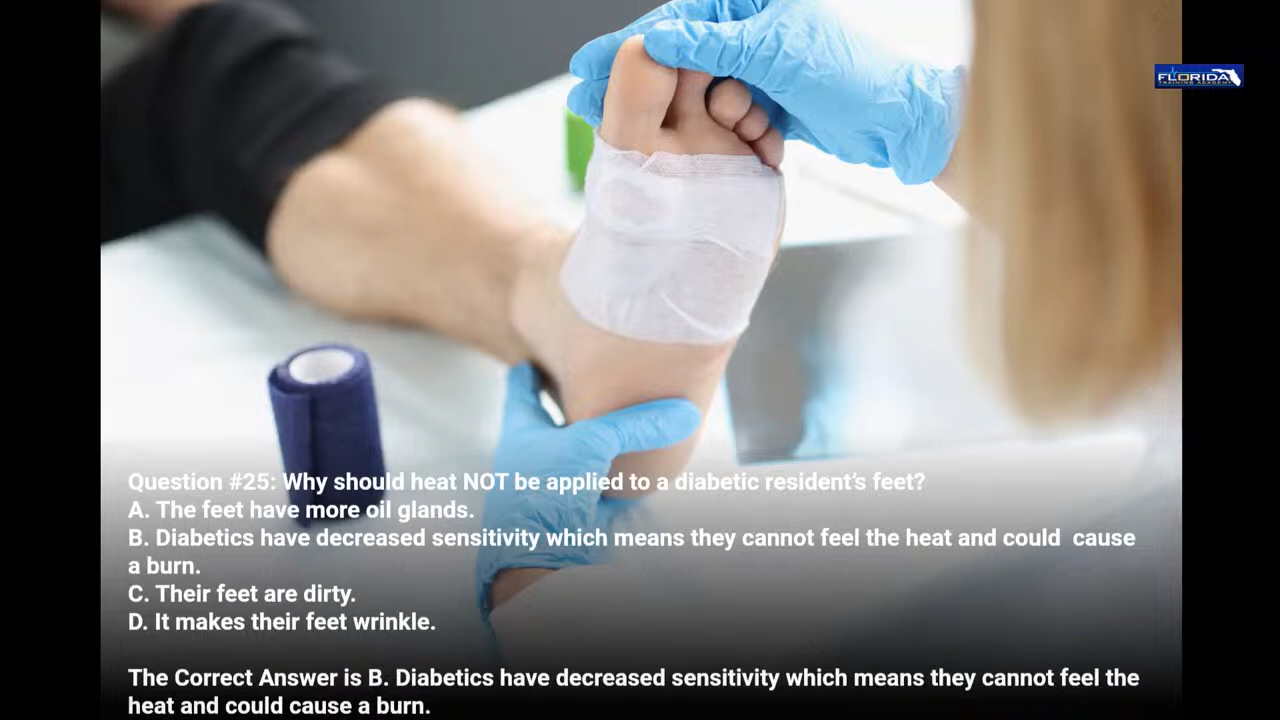 FLORIDA
TRAINING ACADEMY
Question #25: Why should heat NOT be applied to a diabetic resident's feet?
A. The feet have more oil glands.
B. Diabetics have decreased sensitivity which means they cannot feel the heat and could  cause
a burn.
C. Their feet are dirty.
D. It makes their feet wrinkle.
The Correct Answer is B. Diabetics have decreased sensitivity which means they cannot feel the
heat and could cause a burn.